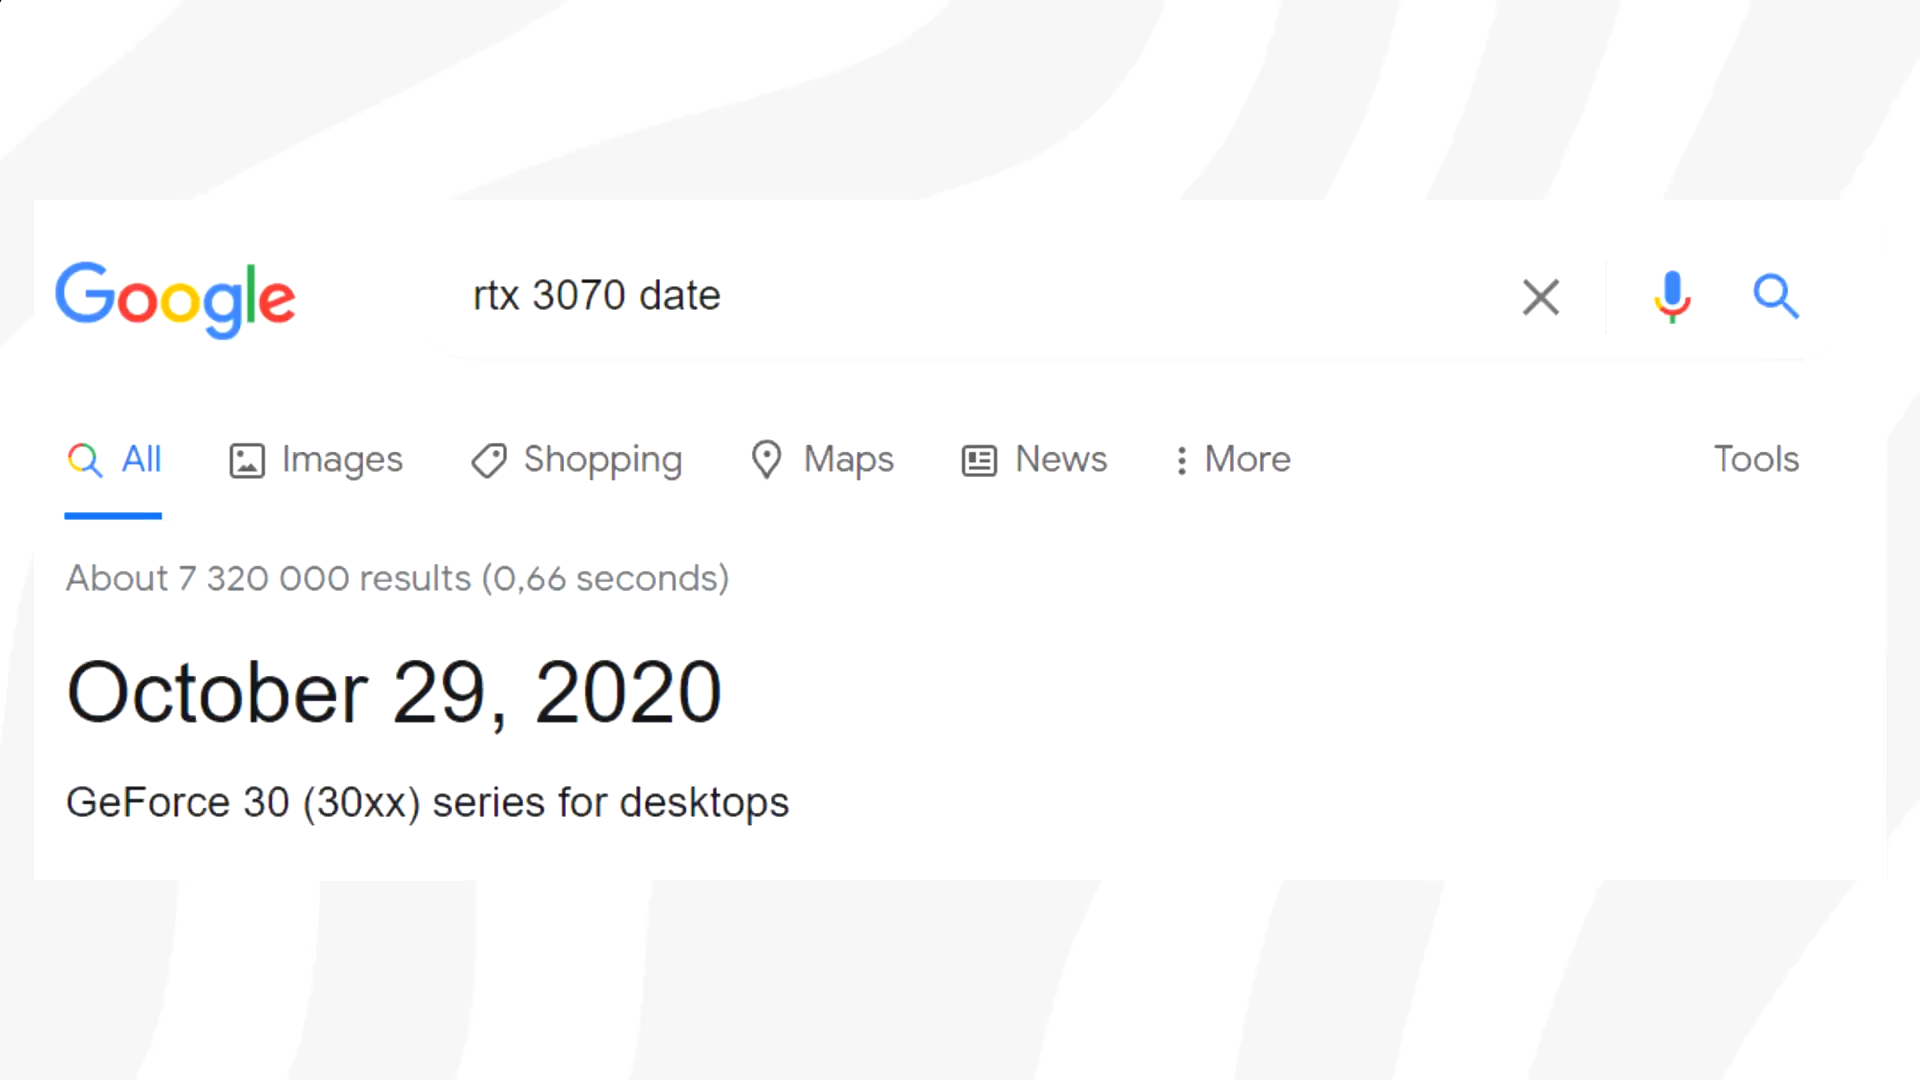 Google rtx 3070 date
All Images Shopping Maps News More Tools
About 7 320 000 results (0,66 seconds)
October 29, 2020
GeForce 30 (30xx) series for desktops